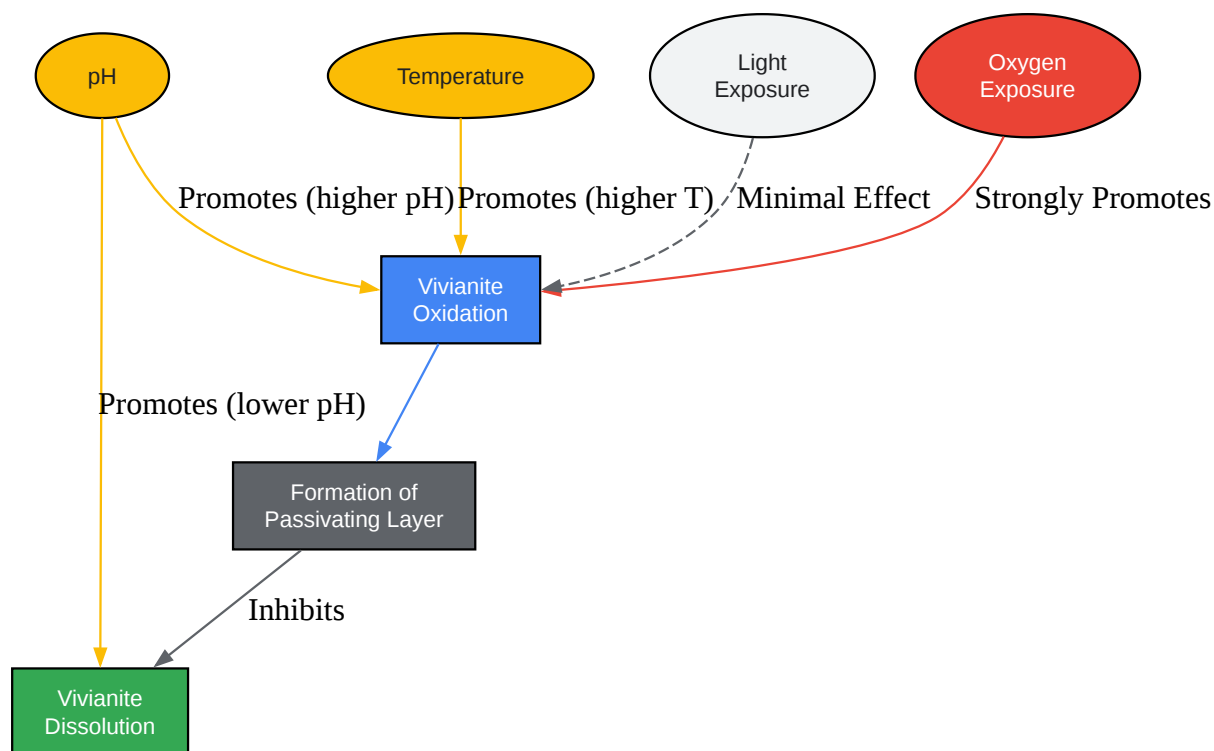 pH
Temperature
Light
Exposure
Oxygen
Exposure
Promotes (higher pH)
Promotes (higher T)
Minimal Effect
Strongly Promotes
Vivianite
Oxidation
Promotes (lower pH)
Formation of
Passivating Layer
Inhibits
Vivianite
Dissolution